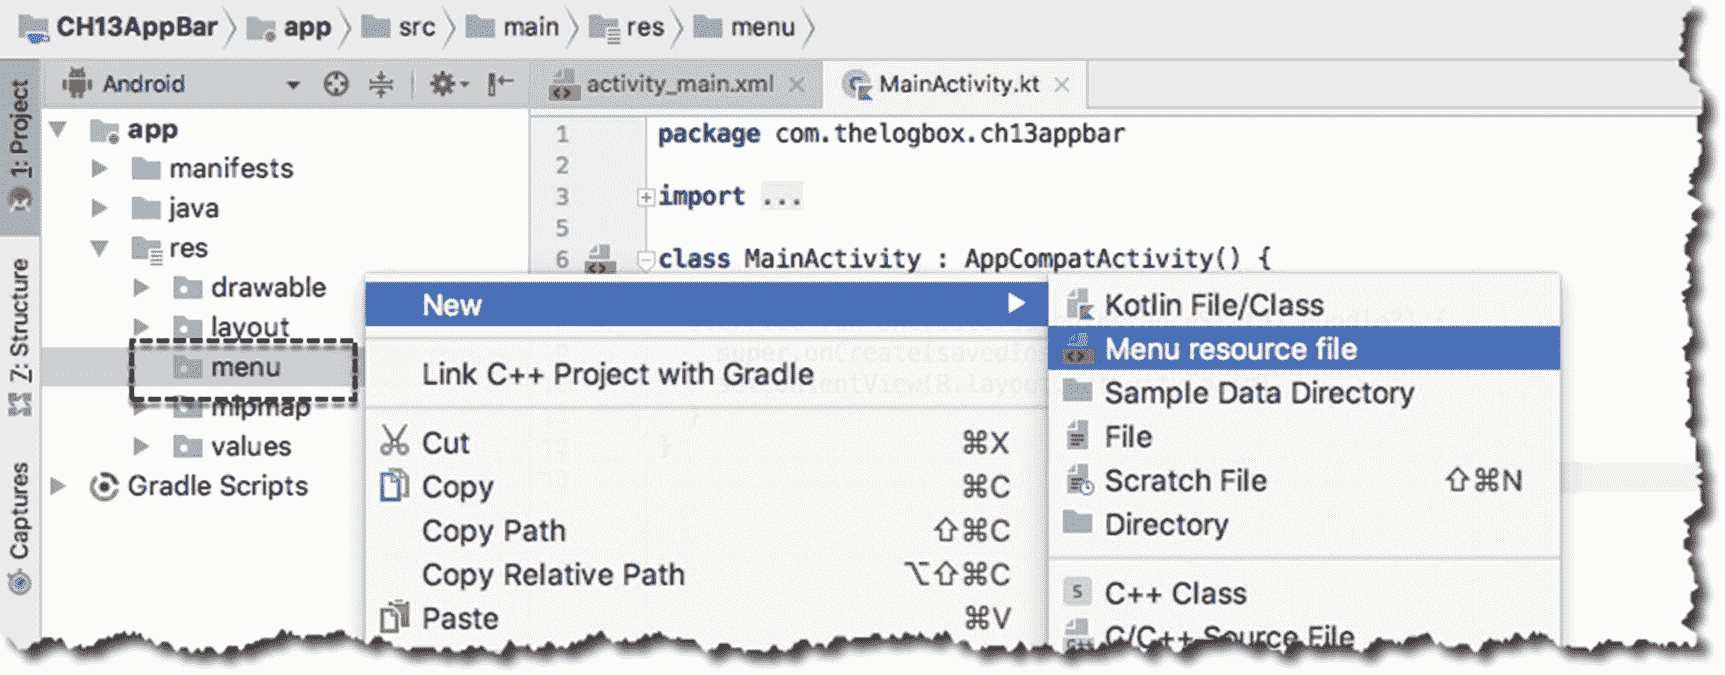 CH13AppBar app src main res menu
Android
activity_main.xml
MainActivity.kt
1: Project
Z: Structure
Captures
app
manifests
java
res
drawable
layout
menu
mipmap
values
Gradle Scripts
1 package com.thelogbox.ch13appbar
2
3 import ...
5
6 class MainActivity : AppCompatActivity() {
New
Link C++ Project with Gradle
Cut ⌘X
Copy ⌘C
Copy Path ⇧⌘C
Copy Relative Path ⌥⇧⌘C
Paste ⌘V
Kotlin File/Class
Menu resource file
Sample Data Directory
File
Scratch File ⇧⌘N
Directory
S C++ Class
C/C++ Source File